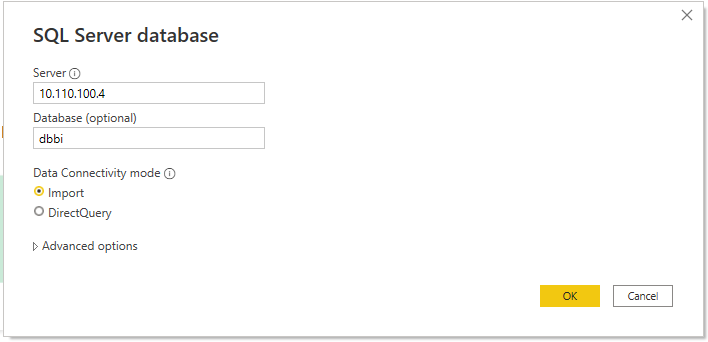 SQL Server database
Server
10.110.100.4
Database (optional)
dbbi
Data Connectivity mode
Import
DirectQuery
Advanced options
OK Cancel